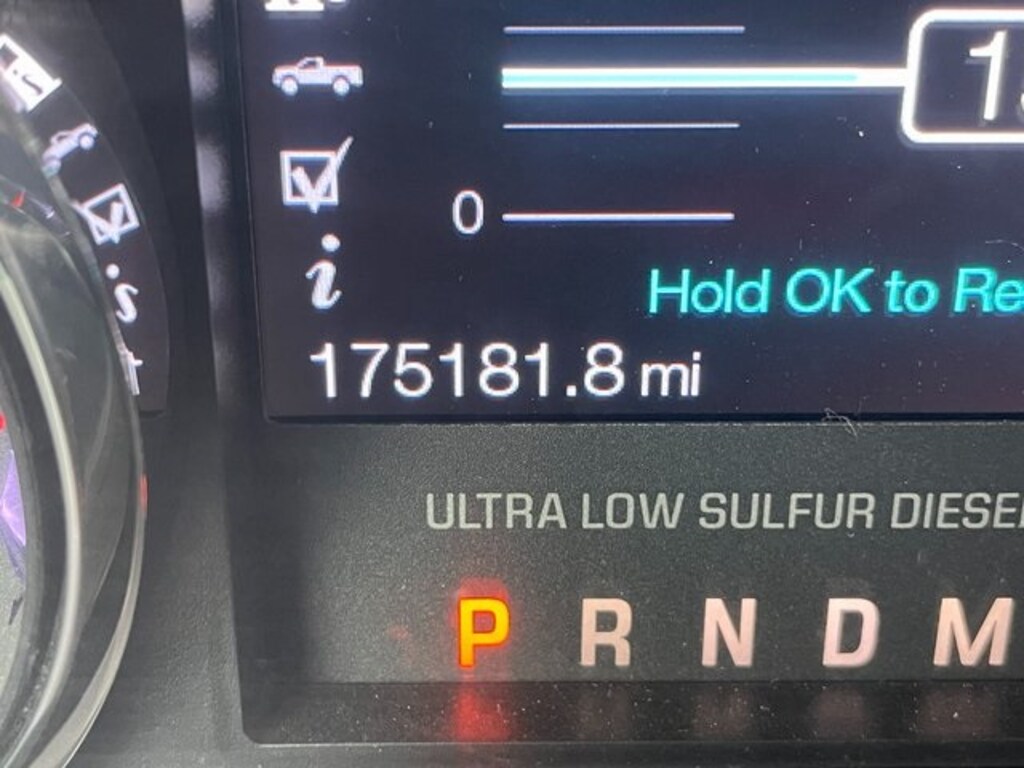 0
Hold OK to
175181.8 mi
ULTRA LOW SULFUR
P R N D M